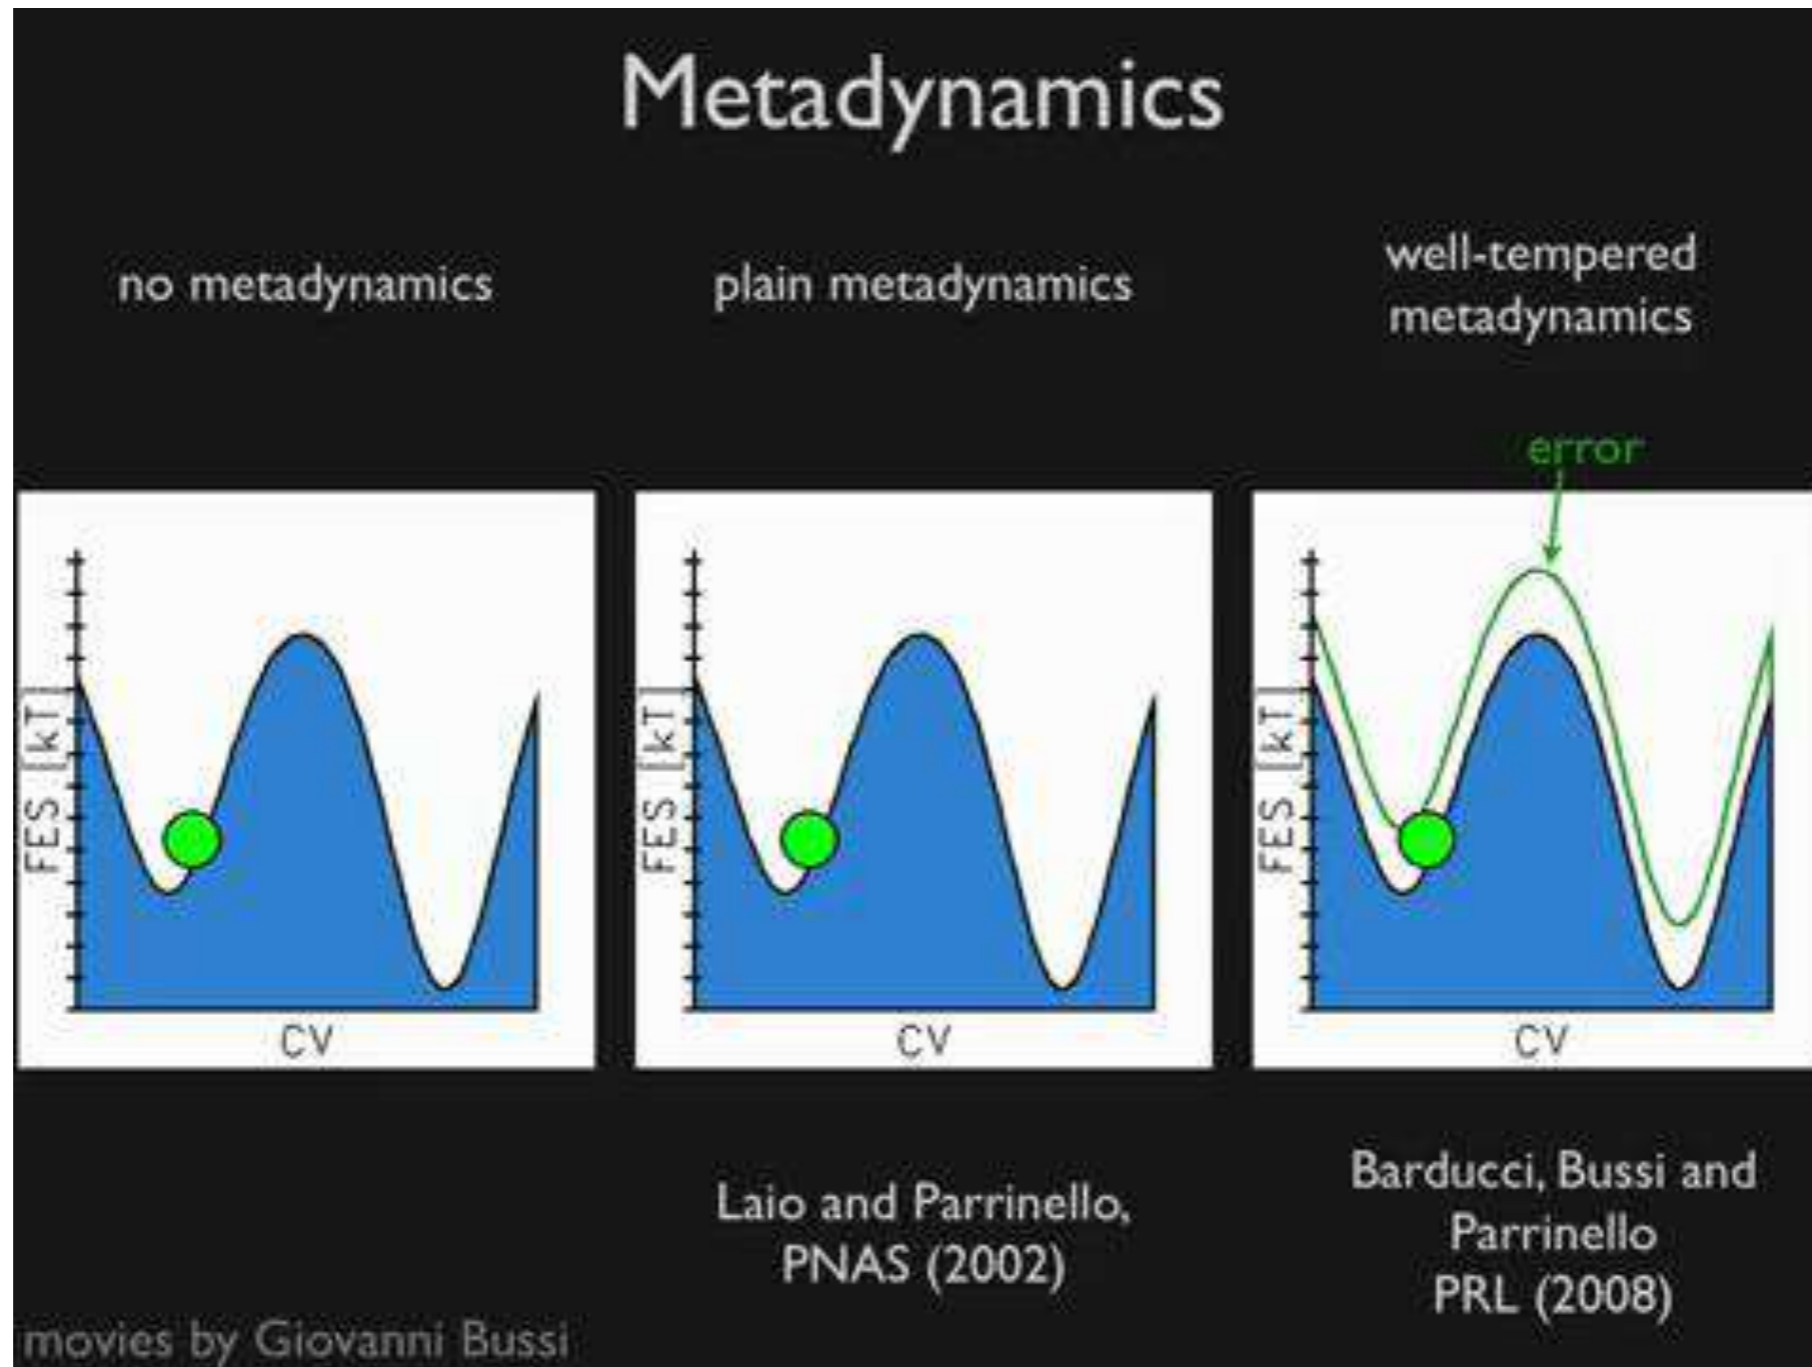 Metadynamics
no metadynamics
plain metadynamics
well-tempered
metadynamics
error
FES [kT]
CV
FES [kT]
CV
FES [kT]
CV
Laio and Parrinello,
PNAS (2002)
Barducci, Bussi and
Parrinello
PRL (2008)
movies by Giovanni Bussi